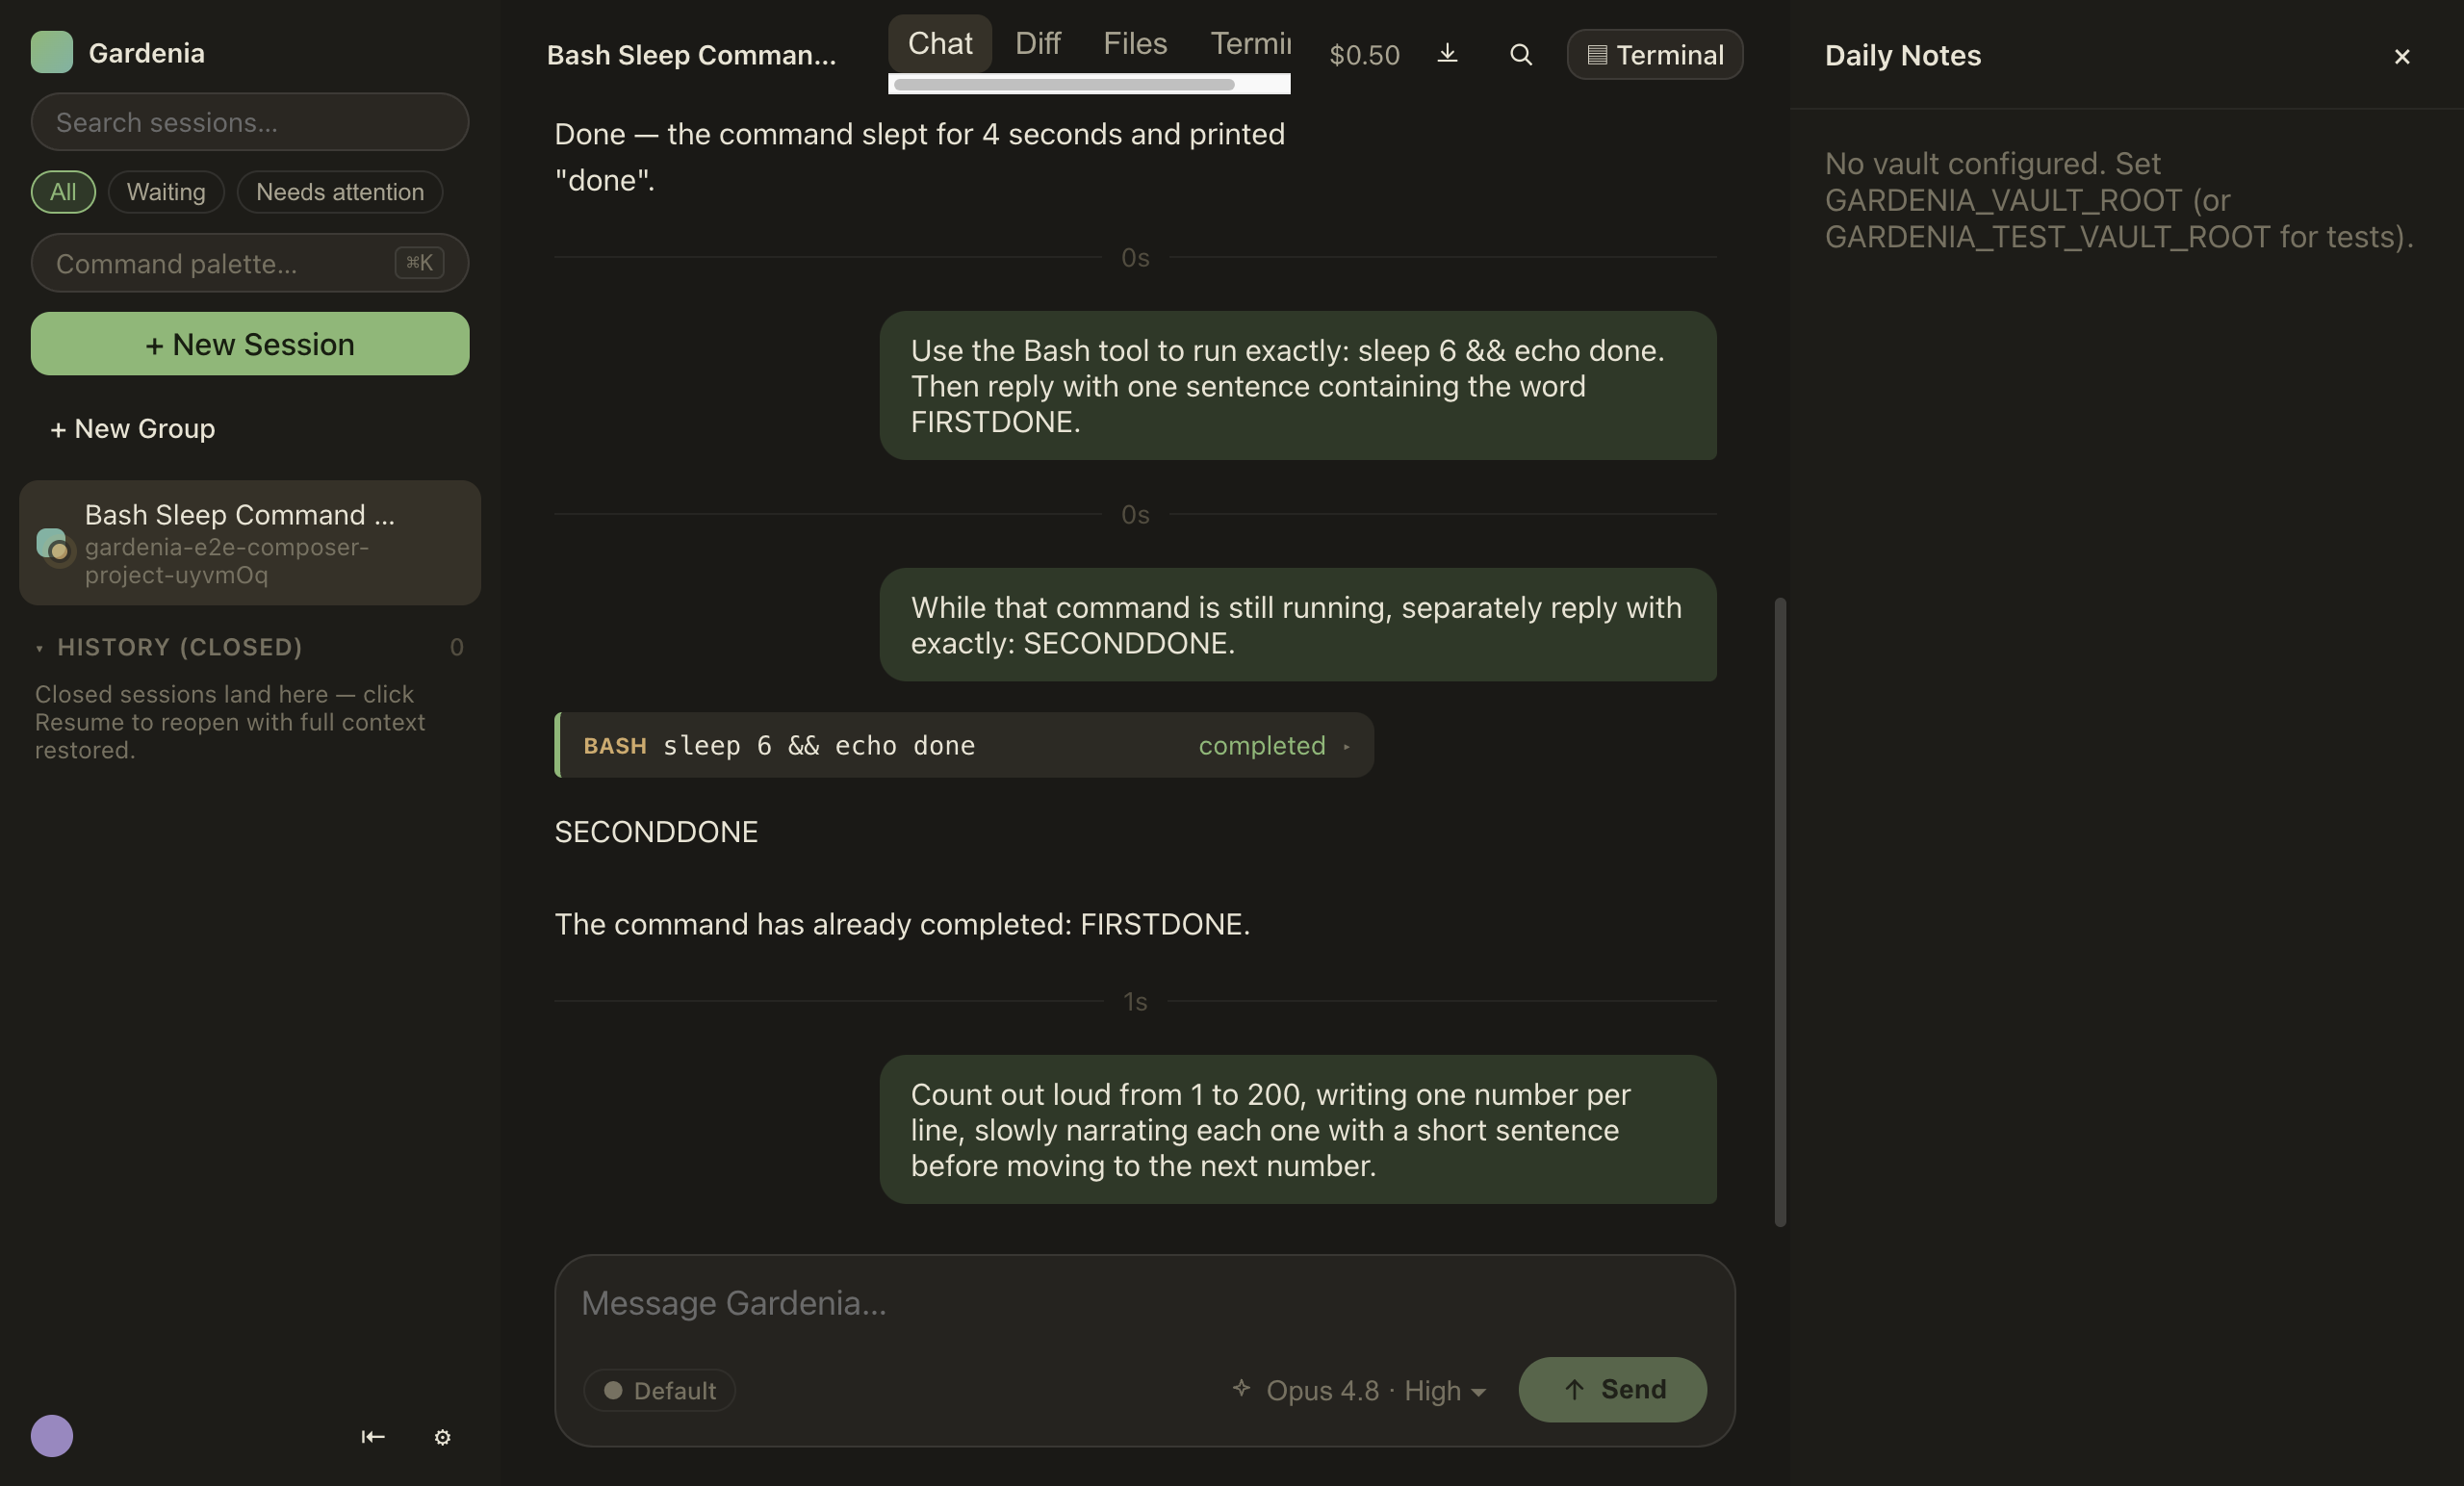 Gardenia
Search sessions...
All
Waiting
Needs attention
Command palette...
⌘K
+ New Session
+ New Group
Bash Sleep Command ...
gardenia-e2e-composer-
project-uyvmOq
HISTORY (CLOSED)
0
Closed sessions land here — click
Resume to reopen with full context
restored.
Bash Sleep Comman...
Chat
Diff
Files
Termin
$0.50
Terminal
Done — the command slept for 4 seconds and printed
"done".
0s
Use the Bash tool to run exactly: sleep 6 && echo done.
Then reply with one sentence containing the word
FIRSTDONE.
0s
While that command is still running, separately reply with
exactly: SECONDDONE.
BASH sleep 6 && echo done
completed
SECONDDONE
The command has already completed: FIRSTDONE.
1s
Count out loud from 1 to 200, writing one number per
line, slowly narrating each one with a short sentence
before moving to the next number.
Message Gardenia...
Default
Opus 4.8 · High
Send
Daily Notes
No vault configured. Set
GARDENIA_VAULT_ROOT (or
GARDENIA_TEST_VAULT_ROOT for tests).